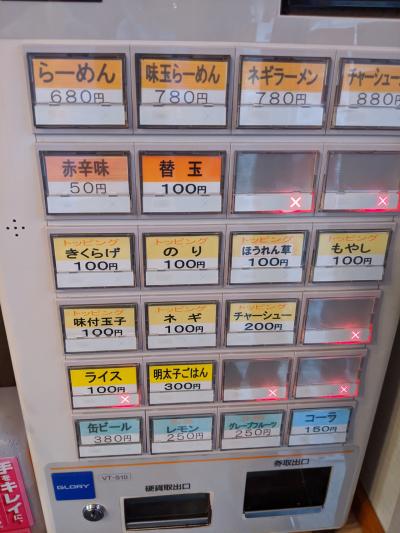 らーめん
680円
味玉らーめん
780円
ネギラーメン
780円
チャーシュー
880円
赤辛味
50円
替玉
100円
トッピング
きくらげ
100円
トッピング
のり
100円
トッピング
ほうれん草
100円
トッピング
もやし
100円
トッピング
味付玉子
100円
トッピング
ネギ
100円
トッピング
チャーシュー
200円
ライス
100円
明太子ごはん
300円
缶ビール
380円
レモン
250円
グレープフルーツ
250円
コーラ
150円
GLORY
VT-S10
硬貨取出口
券取出口
手をキレイに